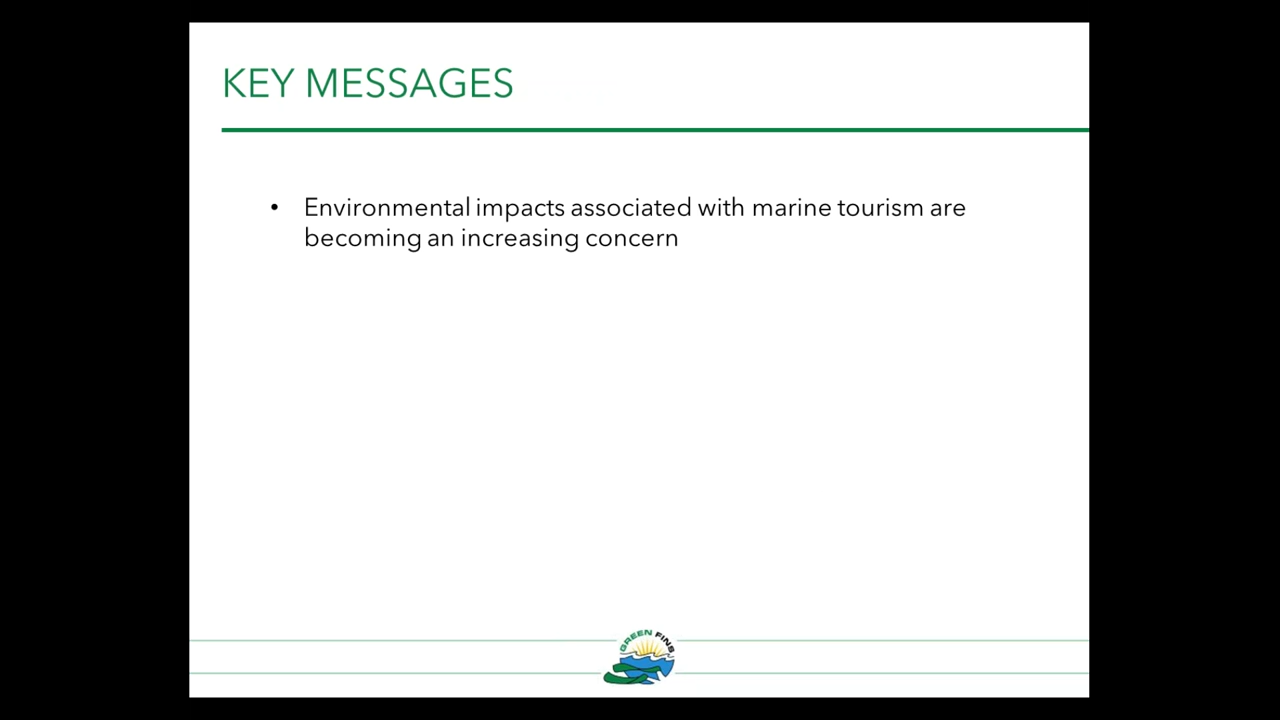 KEY MESSAGES
• Environmental impacts associated with marine tourism are
becoming an increasing concern
GREEN FINS